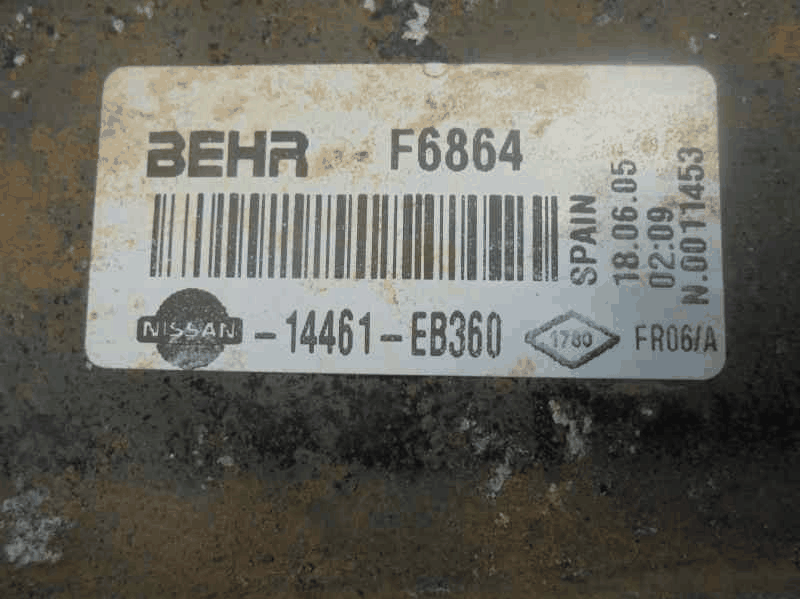 BEHR F6864
NISSAN -14461-EB360 1780 FR06/A
SPAIN
18.06.05
02:09
N.0011453